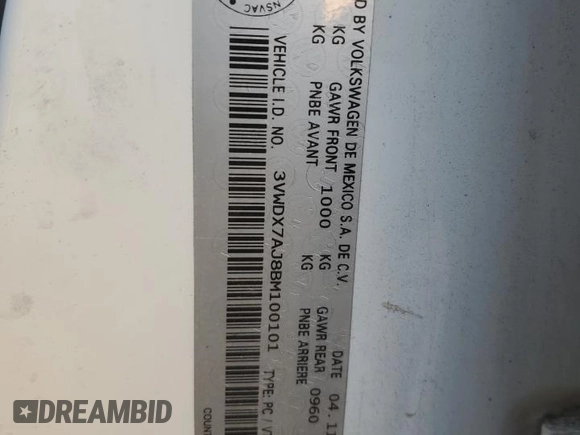 D BY VOLKSWAGEN DE MEXICO S.A. DE C.V.
DATE 04.11
KG GAWR FRONT 1000 KG GAWR REAR 0960
KG PNBE AVANT KG PNBE ARRIERE
VEHICLE I.D. NO. 3VWDX7AJ8BM100101 TYPE: PC / V
NSVAC
COUNT
DREAMBID